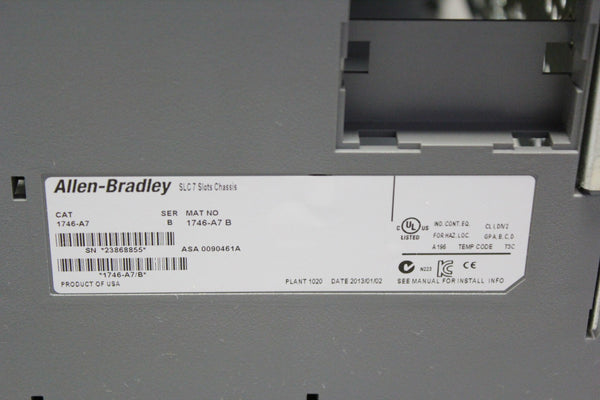 Allen-Bradley SLC 7 Slots Chassis
CAT SER MAT NO
1746-A7 B 1746-A7 B
SN *23868855* ASA 0090461A
*1746-A7/B*
PRODUCT OF USA PLANT 1020 DATE 2013/01/02
C UL US LISTED
IND. CONT. EQ. CL I, DIV 2
FOR HAZ. LOC. GP A, B, C, D
A196 TEMP CODE T3C
N223 CE
SEE MANUAL FOR INSTALL INFO